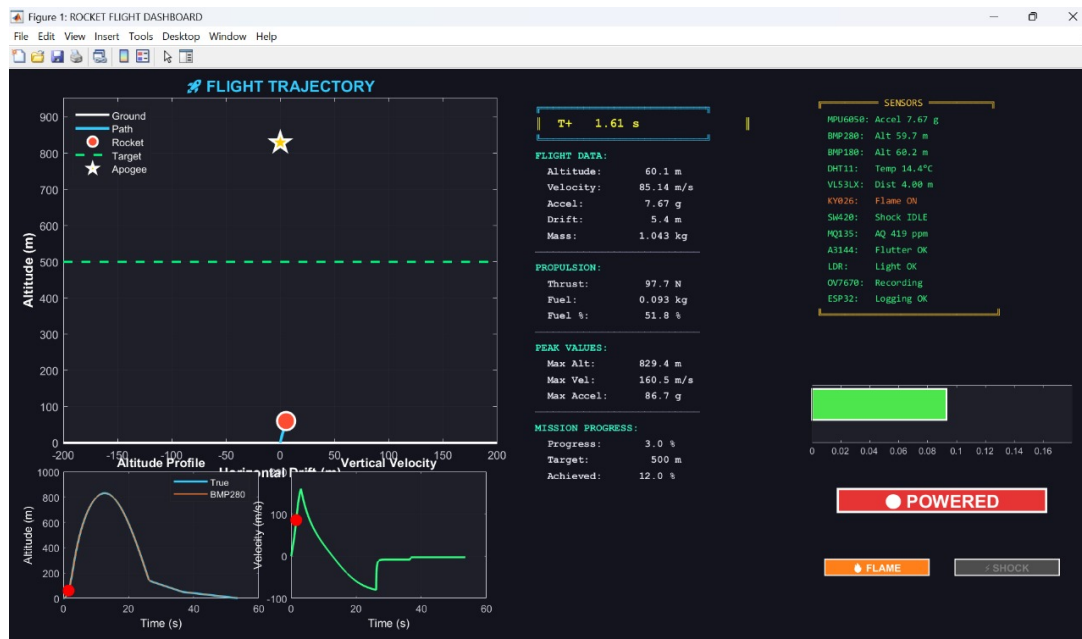 Figure 1: ROCKET FLIGHT DASHBOARD
File Edit View Insert Tools Desktop Window Help
FLIGHT TRAJECTORY
Ground
Path
Rocket
Target
Apogee
Altitude (m)
900
800
700
600
500
400
300
200
100
0
-200 -150 -100 -50 0 50 100 150 200
Horizontal Drift (m)
Altitude Profile
True
BMP280
Altitude (m)
1000
800
600
400
200
0
0 20 40 60
Time (s)
Vertical Velocity
Velocity (m/s)
200
100
0
-100
0 20 40 60
Time (s)
T+ 1.61 s
FLIGHT DATA:
Altitude: 60.1 m
Velocity: 85.14 m/s
Accel: 7.67 g
Drift: 5.4 m
Mass: 1.043 kg
PROPULSION:
Thrust: 97.7 N
Fuel: 0.093 kg
Fuel %: 51.8 %
PEAK VALUES:
Max Alt: 829.4 m
Max Vel: 160.5 m/s
Max Accel: 86.7 g
MISSION PROGRESS:
Progress: 3.0 %
Target: 500 m
Achieved: 12.0 %
SENSORS
MPU6050: Accel 7.67 g
BMP280: Alt 59.7 m
BMP180: Alt 60.2 m
DHT11: Temp 14.4°C
VL53LX: Dist 4.00 m
KY026: Flame ON
SW420: Shock IDLE
MQ135: AQ 419 ppm
A3144: Flutter OK
LDR: Light OK
OV7670: Recording
ESP32: Logging OK
0 0.02 0.04 0.06 0.08 0.1 0.12 0.14 0.16
POWERED
FLAME
SHOCK